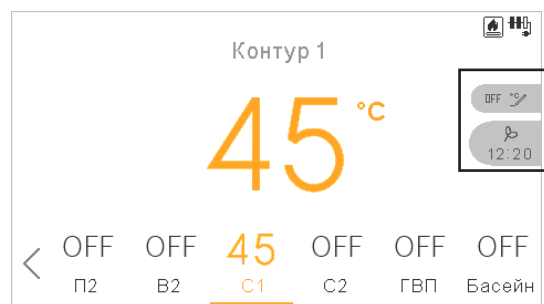 Контур 1
45 °C
OFF °C
12:20
OFF OFF 45 OFF OFF OFF
П2 В2 С1 С2 ГВП Басейн